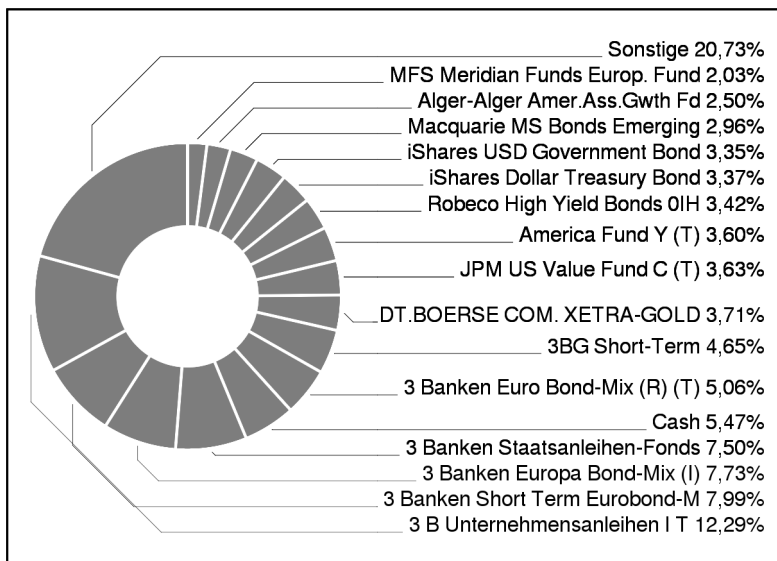 Sonstige 20,73%
MFS Meridian Funds Europ. Fund 2,03%
Alger-Alger Amer.Ass.Gwth Fd 2,50%
Macquarie MS Bonds Emerging 2,96%
iShares USD Government Bond 3,35%
iShares Dollar Treasury Bond 3,37%
Robeco High Yield Bonds 0IH 3,42%
America Fund Y (T) 3,60%
JPM US Value Fund C (T) 3,63%
DT.BOERSE COM. XETRA-GOLD 3,71%
3BG Short-Term 4,65%
3 Banken Euro Bond-Mix (R) (T) 5,06%
Cash 5,47%
3 Banken Staatsanleihen-Fonds 7,50%
3 Banken Europa Bond-Mix (I) 7,73%
3 Banken Short Term Eurobond-M 7,99%
3 B Unternehmensanleihen I T 12,29%